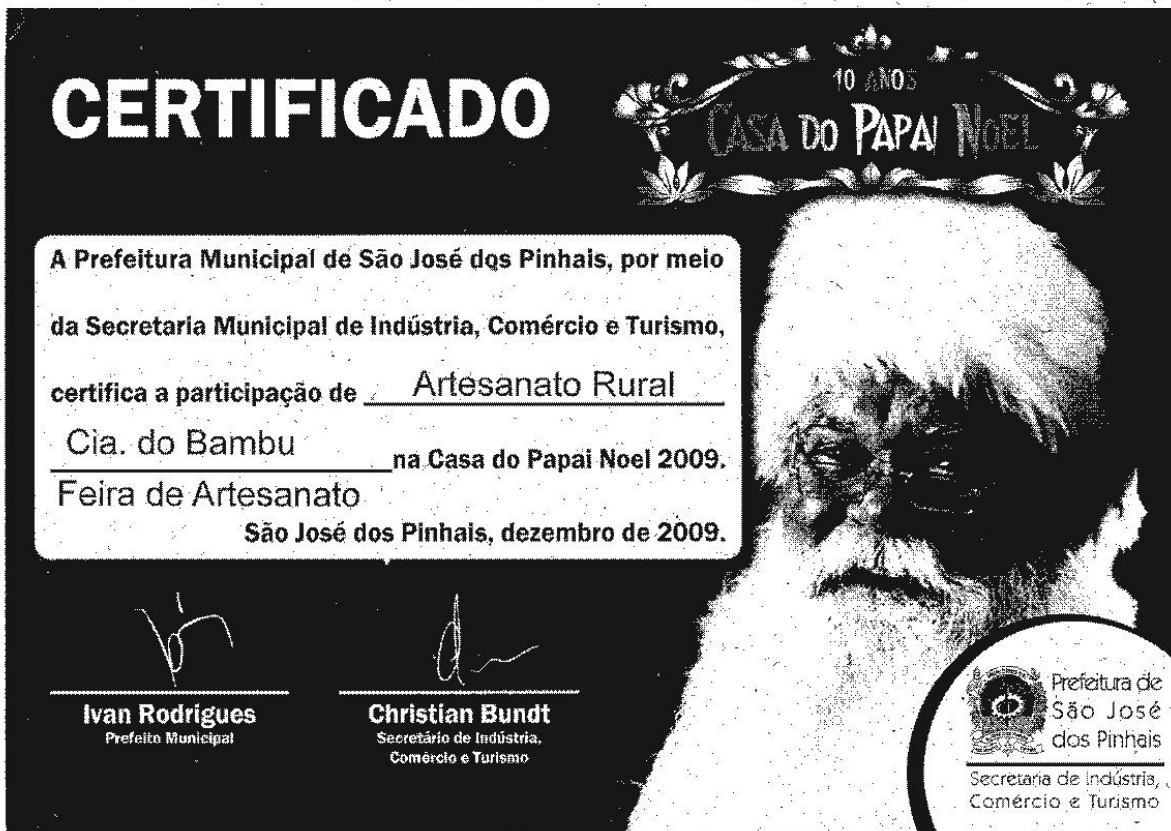 CERTIFICADO
10 ANOS
CASA DO PAPAI NOEL
A Prefeitura Municipal de São José dos Pinhais, por meio
da Secretaria Municipal de Indústria, Comércio e Turismo,
certifica a participação de Artesanato Rural
Cia. do Bambu na Casa do Papai Noel 2009.
Feira de Artesanato
São José dos Pinhais, dezembro de 2009.
Ivan Rodrigues
Prefeito Municipal
Christian Bundt
Secretário de Indústria,
Comércio e Turismo
Prefeitura de
São José
dos Pinhais
Secretaria de Indústria,
Comércio e Turismo